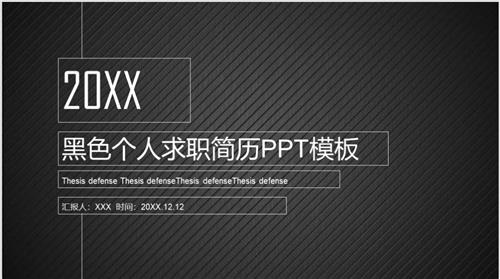 20XX
黑色个人求职简历PPT模板
Thesis defense Thesis defenseThesis defenseThesis defense
汇报人：XXX 时间：20XX.12.12